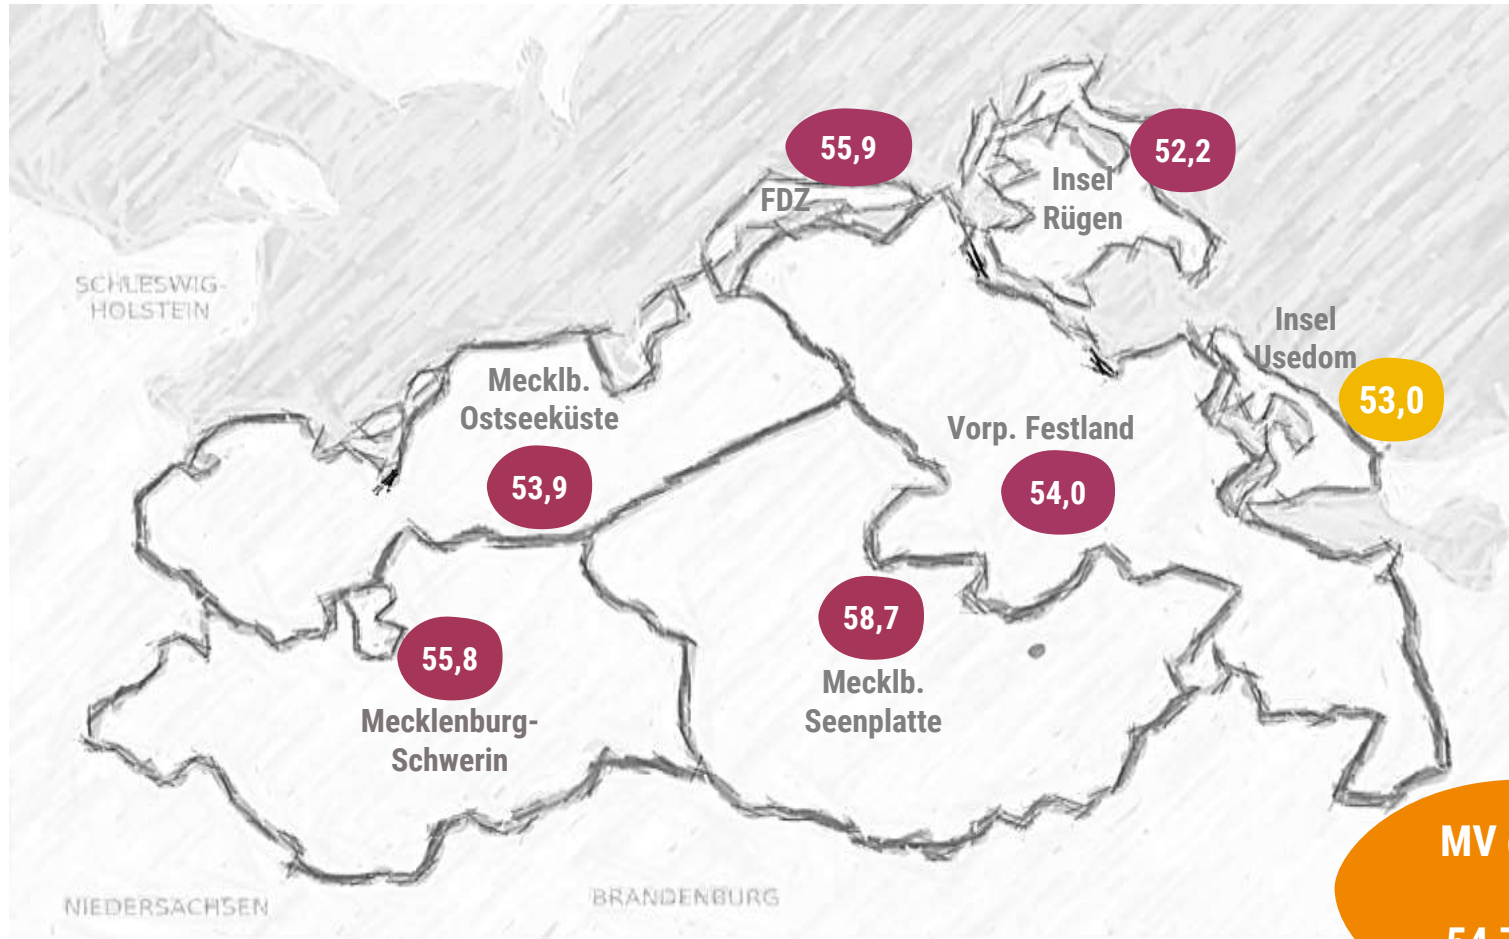 55,9
52,2
FDZ
Insel
Rügen
SCHLESWIG-
HOLSTEIN
Insel
Usedom
53,0
Mecklb.
Ostseeküste
53,9
Vorp. Festland
54,0
58,7
Mecklb.
Seenplatte
55,8
Mecklenburg-
Schwerin
MV
NIEDERSACHSEN
BRANDENBURG